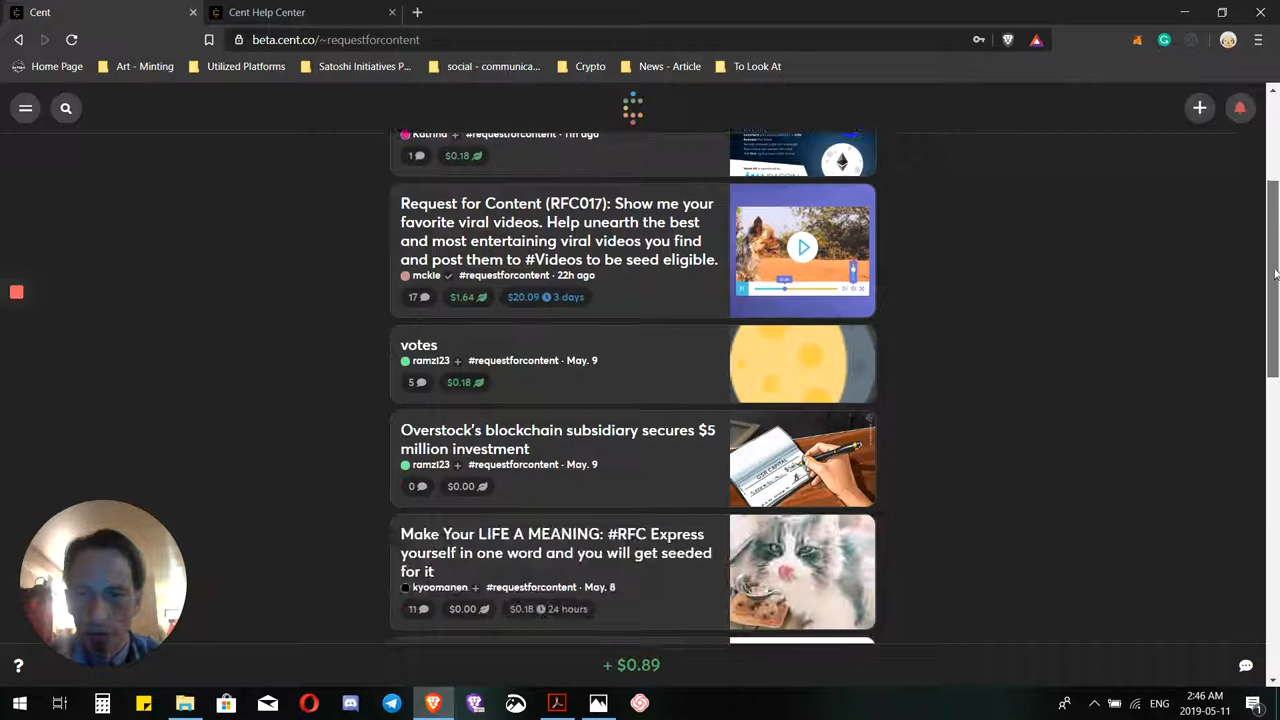 Cent
Cent Help Center
beta.cent.co/~requestforcontent
Home Page
Art - Minting
Utilized Platforms
Satoshi Initiatives P...
social - communica...
Crypto
News - Article
To Look At
Katrina + #requestforcontent · 11h ago
1 $0.18
Request for Content (RFC017): Show me your
favorite viral videos. Help unearth the best
and most entertaining viral videos you find
and post them to #Videos to be seed eligible.
mckie #requestforcontent · 22h ago
17 $1.64 $20.09 3 days
votes
ramzi23 + #requestforcontent · May. 9
5 $0.18
Overstock's blockchain subsidiary secures $5
million investment
ramzi23 + #requestforcontent · May. 9
0 $0.00
GSR CAPITAL
Make Your LIFE A MEANING: #RFC Express
yourself in one word and you will get seeded
for it
kyoomanen + #requestforcontent · May. 8
11 $0.00 $0.18 24 hours
? + $0.89
ENG
2:46 AM
2019-05-11